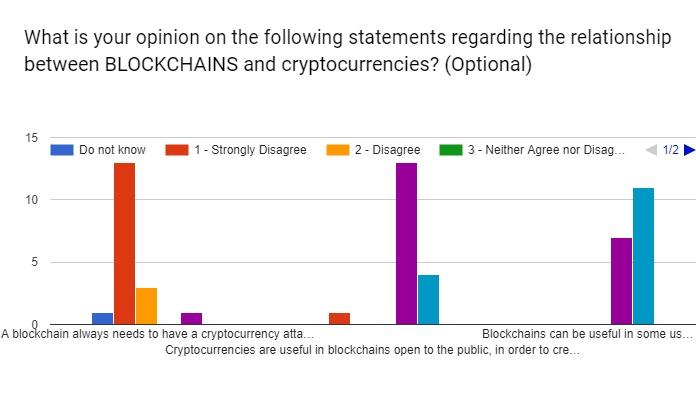 What is your opinion on the following statements regarding the relationship
between BLOCKCHAINS and cryptocurrencies? (Optional)
15
Do not know
1 - Strongly Disagree
2 - Disagree
3 - Neither Agree nor Disag...
1/2
10
5
0
A blockchain always needs to have a cryptocurrency atta...
Blockchains can be useful in some us...
Cryptocurrencies are useful in blockchains open to the public, in order to cre...